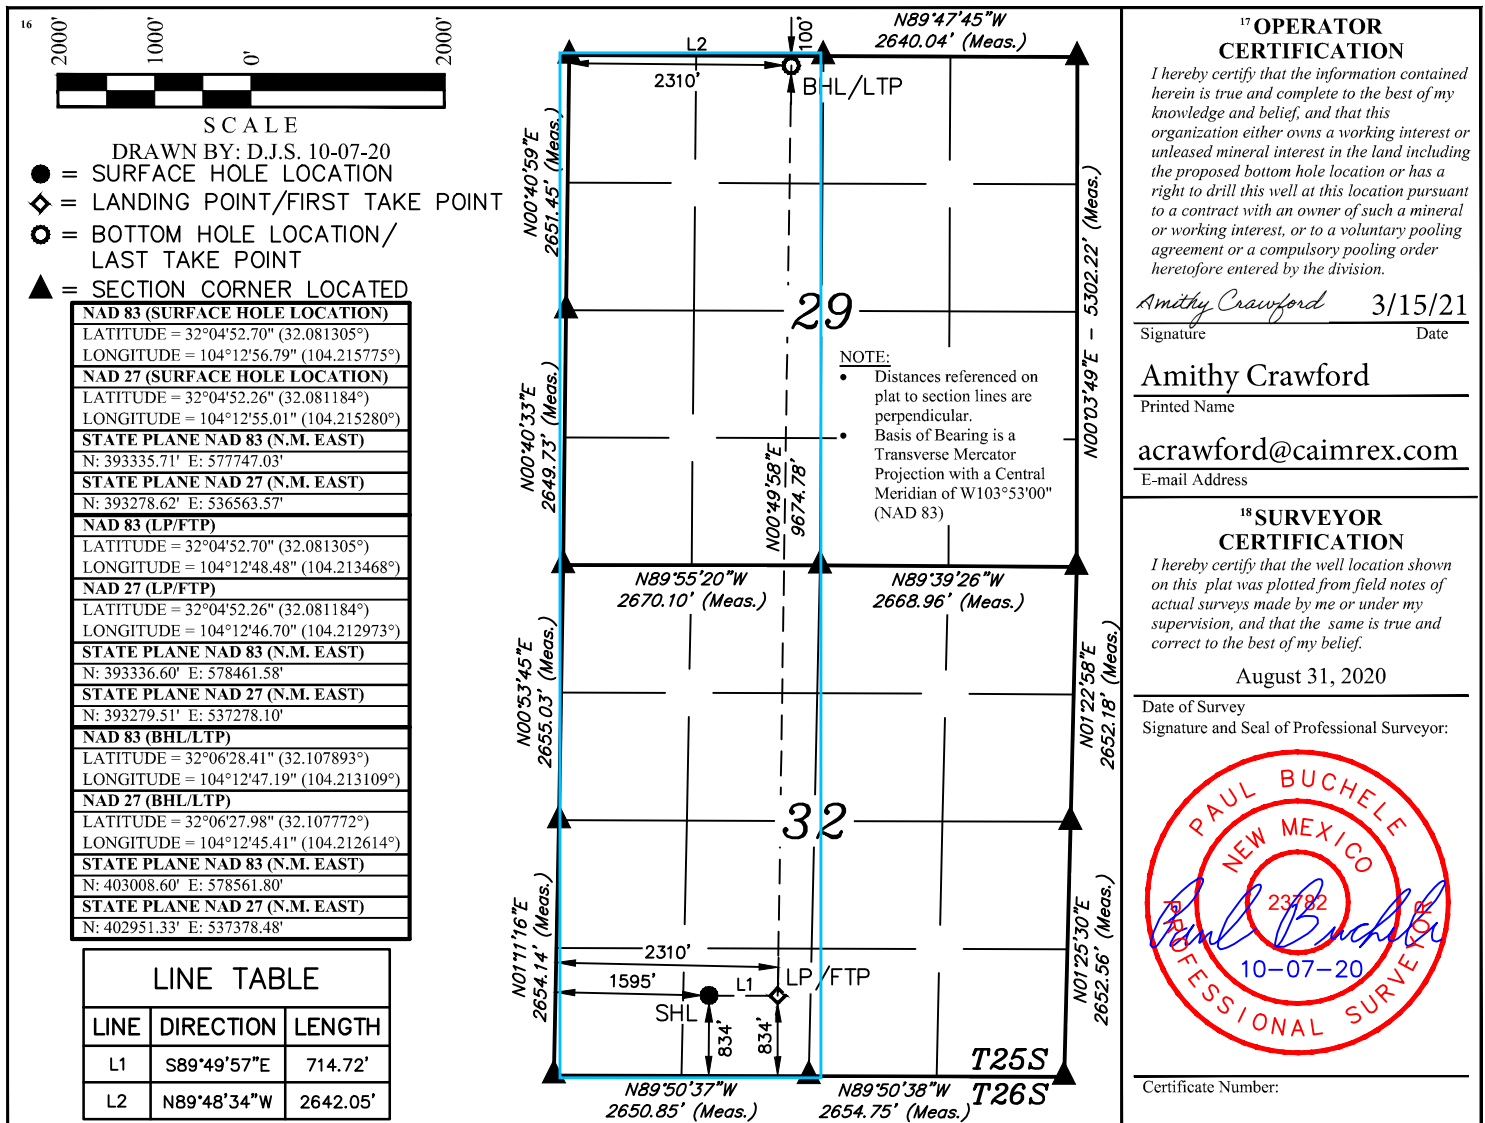 16
2000'
1000'
0'
2000'
SCALE
DRAWN BY: D.J.S. 10-07-20
= SURFACE HOLE LOCATION
= LANDING POINT/FIRST TAKE POINT
= BOTTOM HOLE LOCATION/
LAST TAKE POINT
= SECTION CORNER LOCATED
NAD 83 (SURFACE HOLE LOCATION)
LATITUDE = 32°04'52.70" (32.081305°)
LONGITUDE = 104°12'56.79" (104.215775°)
NAD 27 (SURFACE HOLE LOCATION)
LATITUDE = 32°04'52.26" (32.081184°)
LONGITUDE = 104°12'55.01" (104.215280°)
STATE PLANE NAD 83 (N.M. EAST)
N: 393335.71' E: 577747.03'
STATE PLANE NAD 27 (N.M. EAST)
N: 393278.62' E: 536563.57'
NAD 83 (LP/FTP)
LATITUDE = 32°04'52.70" (32.081305°)
LONGITUDE = 104°12'48.48" (104.213468°)
NAD 27 (LP/FTP)
LATITUDE = 32°04'52.26" (32.081184°)
LONGITUDE = 104°12'46.70" (104.212973°)
STATE PLANE NAD 83 (N.M. EAST)
N: 393336.60' E: 578461.58'
STATE PLANE NAD 27 (N.M. EAST)
N: 393279.51' E: 537278.10'
NAD 83 (BHL/LTP)
LATITUDE = 32°06'28.41" (32.107893°)
LONGITUDE = 104°12'47.19" (104.213109°)
NAD 27 (BHL/LTP)
LATITUDE = 32°06'27.98" (32.107772°)
LONGITUDE = 104°12'45.41" (104.212614°)
STATE PLANE NAD 83 (N.M. EAST)
N: 403008.60' E: 578561.80'
STATE PLANE NAD 27 (N.M. EAST)
N: 402951.33' E: 537378.48'
LINE TABLE
LINE DIRECTION LENGTH
L1 S89°49'57"E 714.72'
L2 N89°48'34"W 2642.05'
L2
100'
N89°47'45"W
2640.04' (Meas.)
2310'
BHL/LTP
N00°40'59"E
2651.45' (Meas.)
29
N00°03'49"E - 5302.22' (Meas.)
NOTE:
• Distances referenced on
plat to section lines are
perpendicular.
• Basis of Bearing is a
Transverse Mercator
Projection with a Central
Meridian of W103°53'00"
(NAD 83)
N00°40'33"E
2649.73' (Meas.)
N00°49'58"E
9674.78'
N89°55'20"W
2670.10' (Meas.)
N89°39'26"W
2668.96' (Meas.)
N00°53'45"E
2655.03' (Meas.)
N01°22'58"E
2652.18' (Meas.)
32
N01°11'16"E
2654.14' (Meas.)
N01°25'30"E
2652.56' (Meas.)
2310'
LP/FTP
1595'
L1
SHL
834'
834'
T25S
T26S
N89°50'37"W
2650.85' (Meas.)
N89°50'38"W
2654.75' (Meas.)
17 OPERATOR
CERTIFICATION
I hereby certify that the information contained
herein is true and complete to the best of my
knowledge and belief, and that this
organization either owns a working interest or
unleased mineral interest in the land including
the proposed bottom hole location or has a
right to drill this well at this location pursuant
to a contract with an owner of such a mineral
or working interest, or to a voluntary pooling
agreement or a compulsory pooling order
heretofore entered by the division.
Amithy Crawford 3/15/21
Signature Date
Amithy Crawford
Printed Name
acrawford@caimrex.com
E-mail Address
18 SURVEYOR
CERTIFICATION
I hereby certify that the well location shown
on this plat was plotted from field notes of
actual surveys made by me or under my
supervision, and that the same is true and
correct to the best of my belief.
August 31, 2020
Date of Survey
Signature and Seal of Professional Surveyor:
PAUL BUCHELE
NEW MEXICO
23782
Paul Buchele
10-07-20
PROFESSIONAL SURVEYOR
Certificate Number: